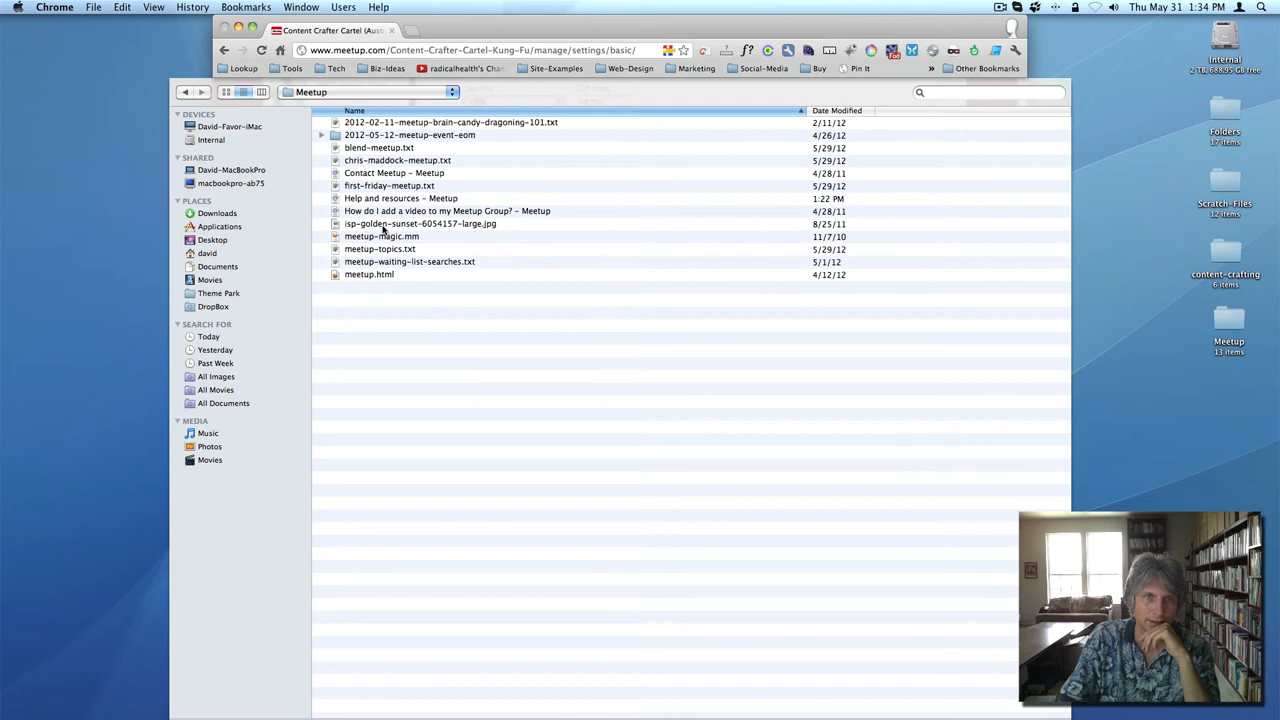 Chrome File Edit View History Bookmarks Window Users Help Thu May 31 1:34 PM
Content Crafter Cartel (Aus
www.meetup.com/Content-Crafter-Cartel-Kung-Fu/manage/settings/basic/
Lookup Tools Tech Biz-Ideas radicalhealth's Chan Site-Examples Web-Design Marketing Social-Media Buy Pin It » Other Bookmarks
Meetup
Name Date Modified
DEVICES
David-Favor-iMac
Internal
SHARED
David-MacBookPro
macbookpro-ab75
PLACES
Downloads
Applications
Desktop
david
Documents
Movies
Theme Park
DropBox
SEARCH FOR
Today
Yesterday
Past Week
All Images
All Movies
All Documents
MEDIA
Music
Photos
Movies
2012-02-11-meetup-brain-candy-dragoning-101.txt 2/11/12
2012-05-12-meetup-event-eom 4/26/12
blend-meetup.txt 5/29/12
chris-maddock-meetup.txt 5/29/12
Contact Meetup - Meetup 4/28/11
first-friday-meetup.txt 5/29/12
Help and resources - Meetup 1:22 PM
How do I add a video to my Meetup Group? - Meetup 4/28/11
isp-golden-sunset-6054157-large.jpg 8/25/11
meetup-magic.mm 11/7/10
meetup-topics.txt 5/29/12
meetup-waiting-list-searches.txt 5/1/12
meetup.html 4/12/12
Internal
2 TB, 688.95 GB free
Folders
17 items
Scratch-Files
12 items
content-crafting
6 items
Meetup
13 items